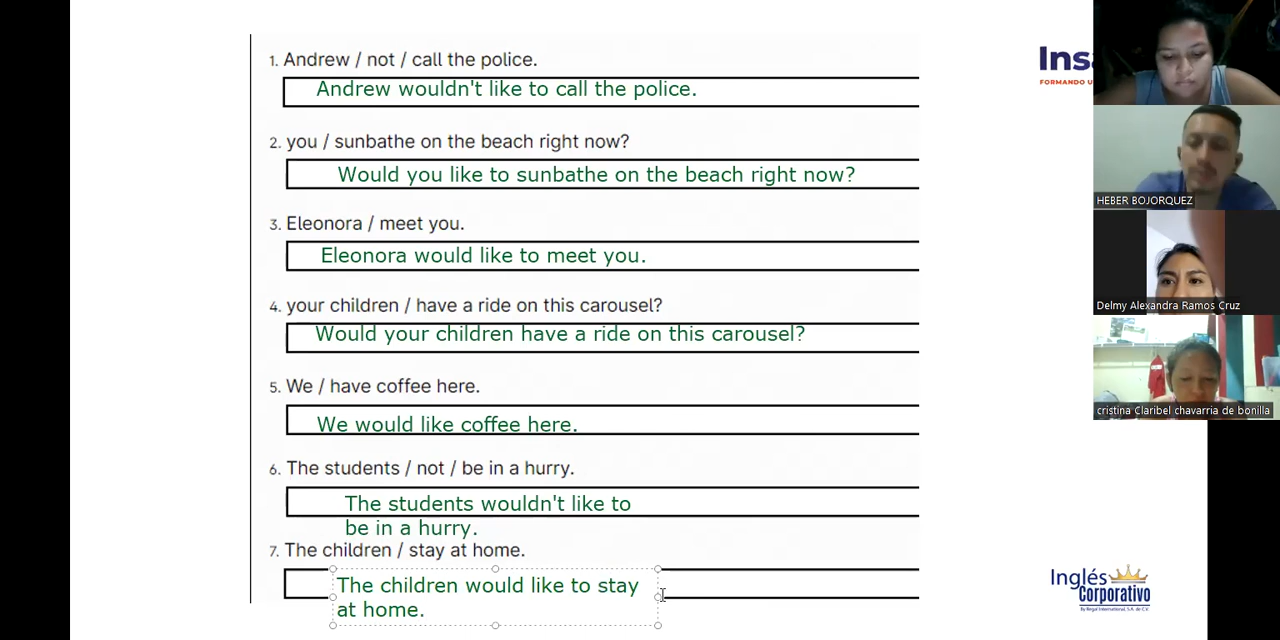 1. Andrew / not / call the police.
Andrew wouldn't like to call the police.
2. you / sunbathe on the beach right now?
Would you like to sunbathe on the beach right now?
3. Eleonora / meet you.
Eleonora would like to meet you.
4. your children / have a ride on this carousel?
Would your children have a ride on this carousel?
5. We / have coffee here.
We would like coffee here.
6. The students / not / be in a hurry.
The students wouldn't like to
be in a hurry.
7. The children / stay at home.
The children would like to stay
at home.
Ins
FORMANDO U
HEBER BOJORQUEZ
Delmy Alexandra Ramos Cruz
cristina Claribel chavarria de bonilla
Inglés
Corporativo
By Regal International, S.A. de C.V.